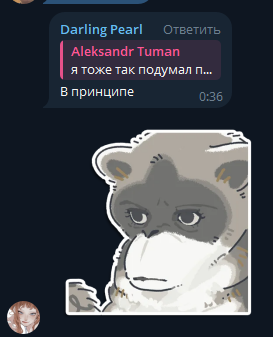 Darling Pearl Ответить
Aleksandr Tuman
я тоже так подумал п...
В принципе
0:36